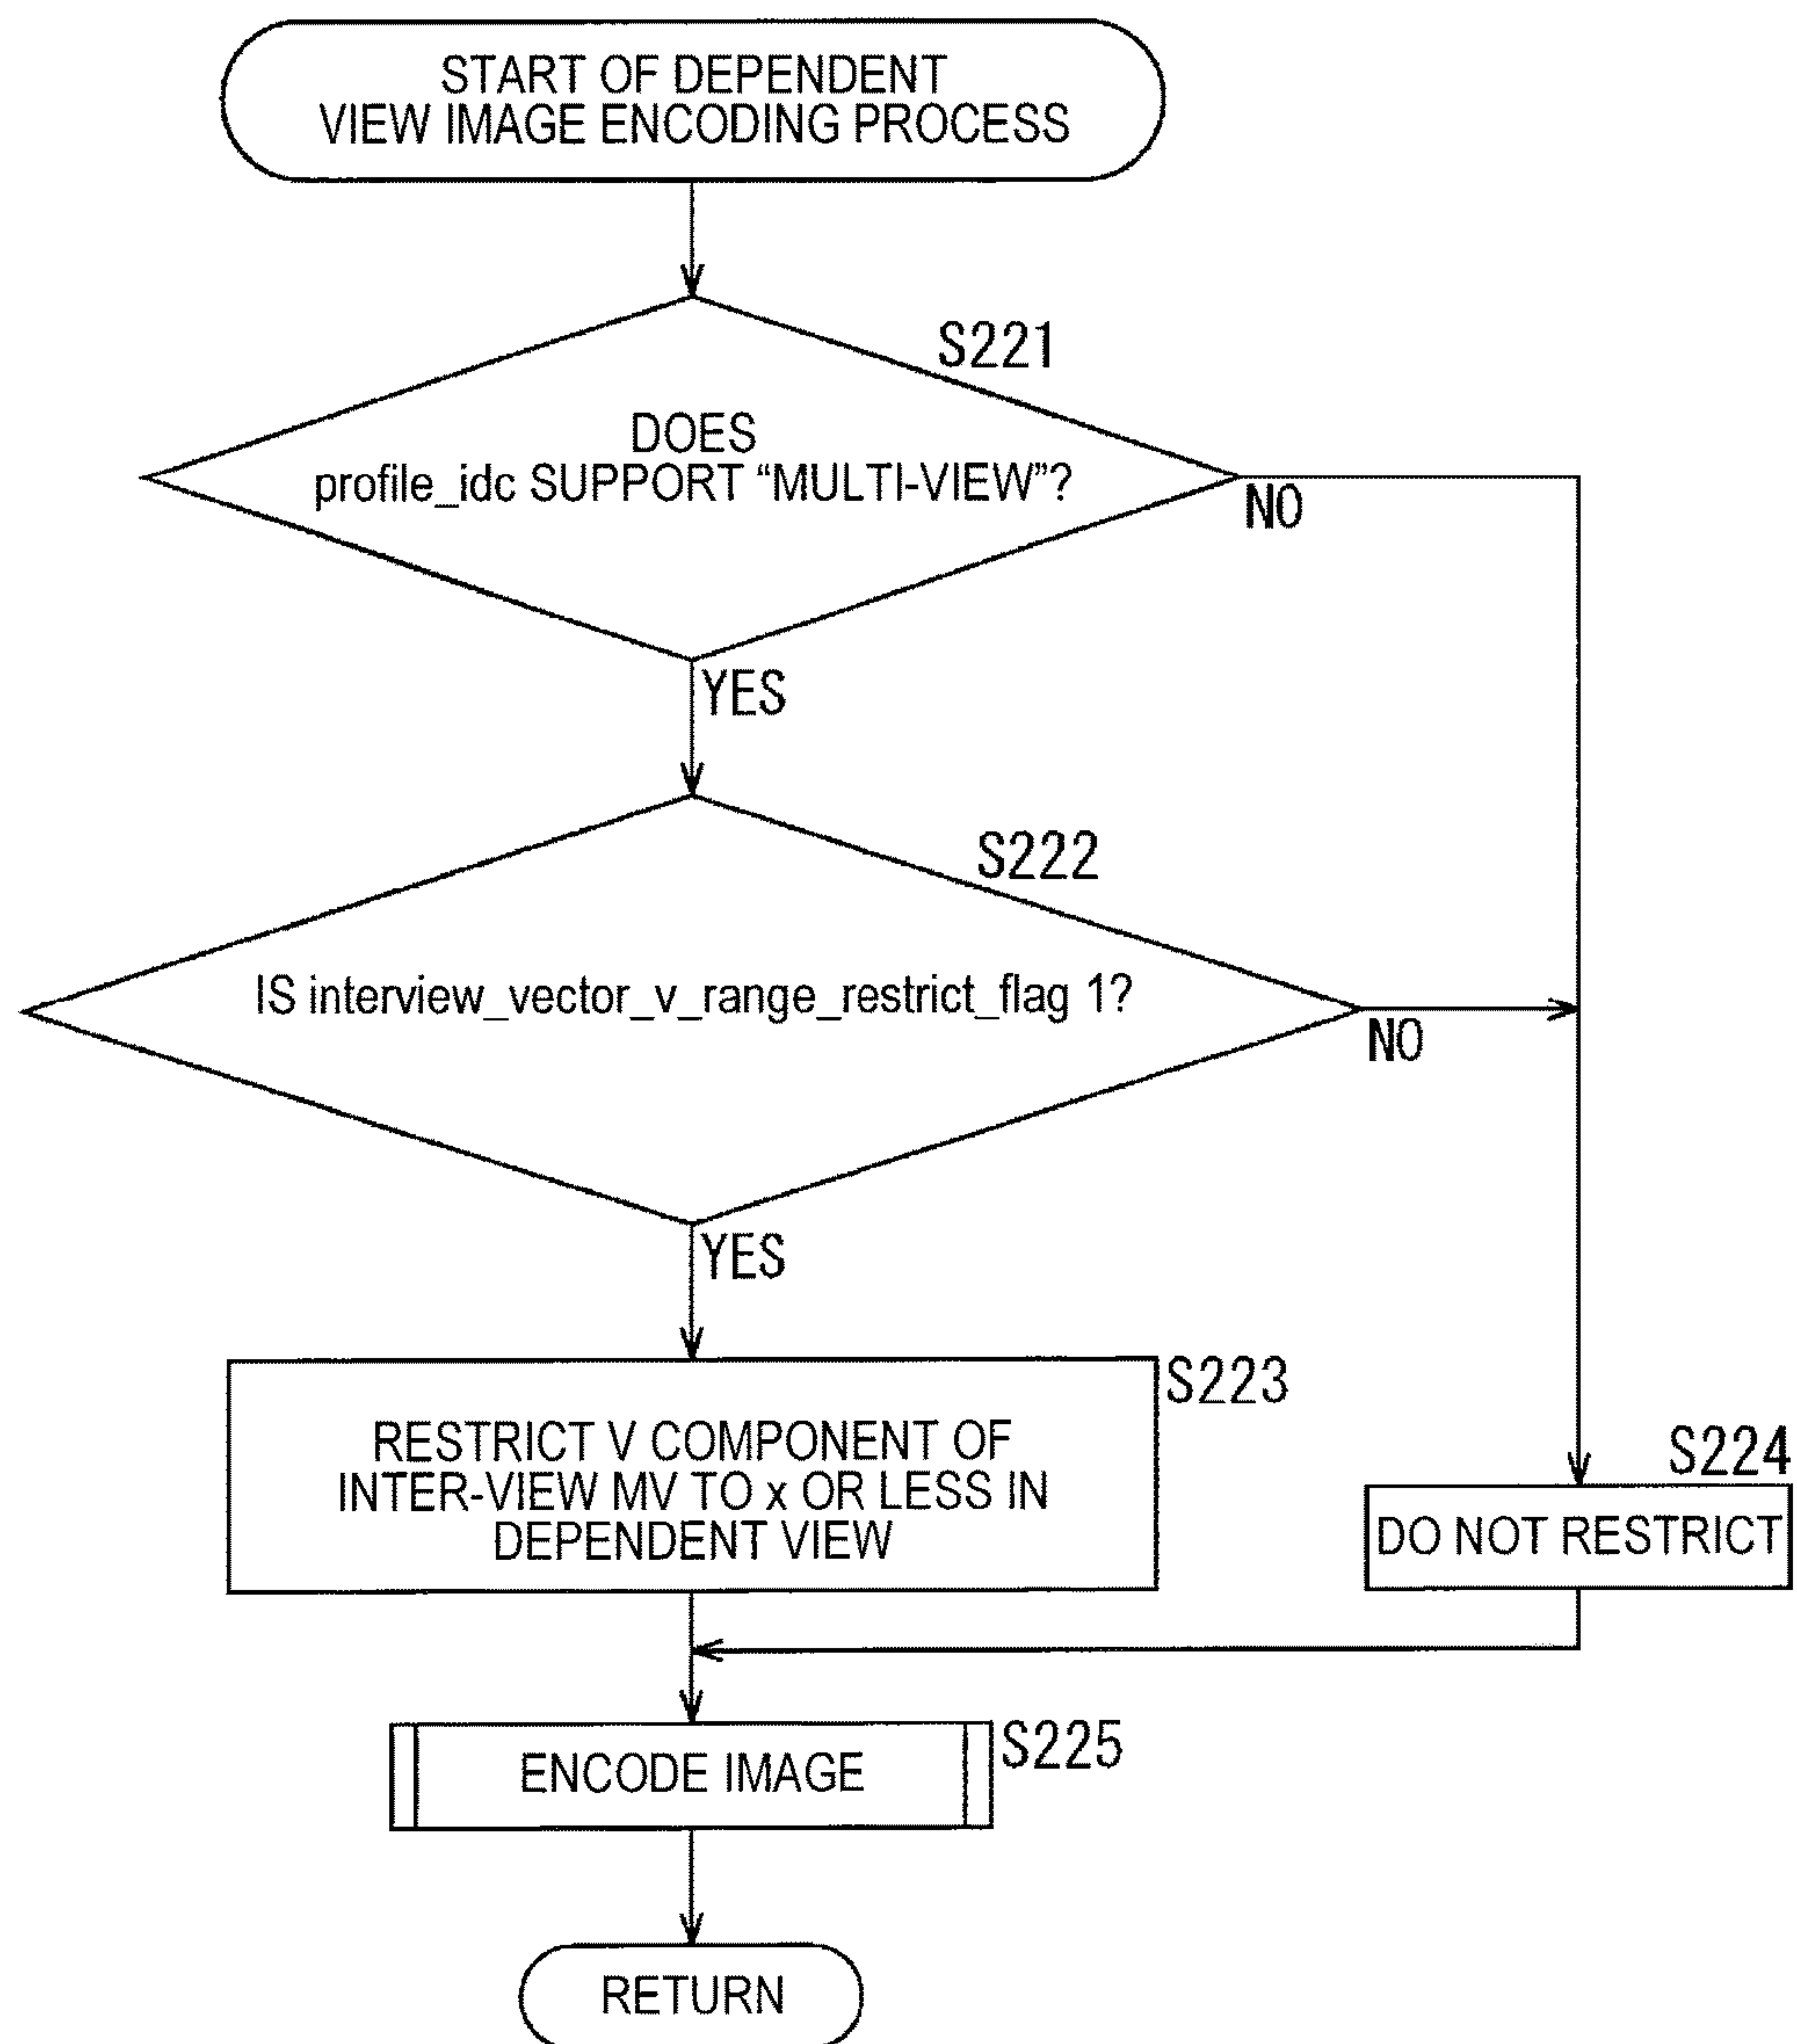 START OF DEPENDENT
VIEW IMAGE ENCODING PROCESS
S221
DOES
profile_idc SUPPORT “MULTI-VIEW”?
NO
YES
S222
IS interview_vector_v_range_restrict_flag 1?
NO
YES
S223
RESTRICT V COMPONENT OF
INTER-VIEW MV TO x OR LESS IN
DEPENDENT VIEW
S224
DO NOT RESTRICT
ENCODE IMAGE
S225
RETURN